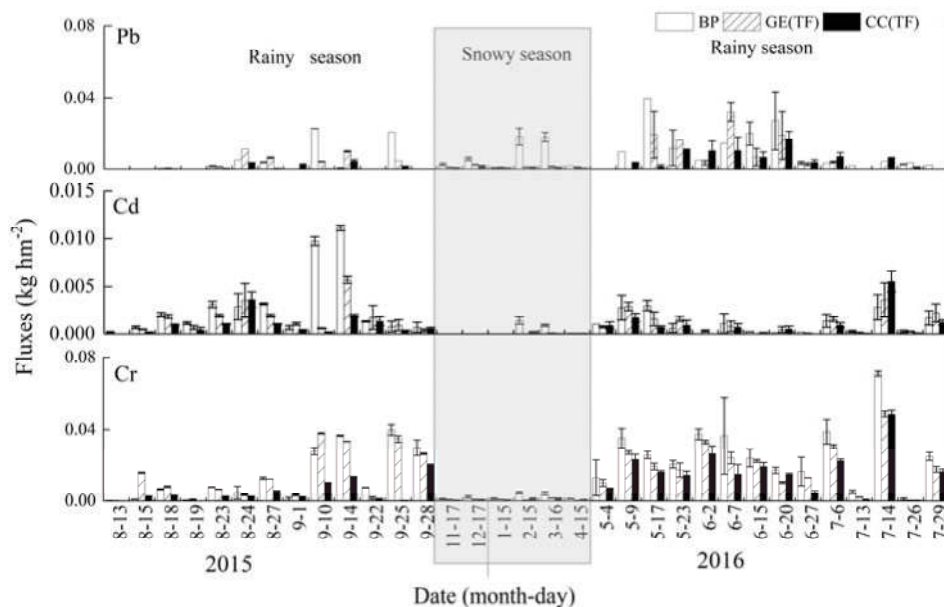 0.08
Pb
BP GE(TF) CC(TF)
Rainy season
Snowy season
Rainy season
0.04
0.00
0.015
Cd
0.010
0.005
0.000
Fluxes (kg hm-2)
0.08
Cr
0.04
0.00
8-13 8-15 8-18 8-19 8-23 8-24 8-27 9-1 9-10 9-14 9-22 9-25 9-28 11-17 12-17 1-15 2-15 3-16 4-15 5-4 5-9 5-17 5-23 6-2 6-7 6-15 6-20 6-27 7-6 7-13 7-14 7-26 7-29
2015 2016
Date (month-day)